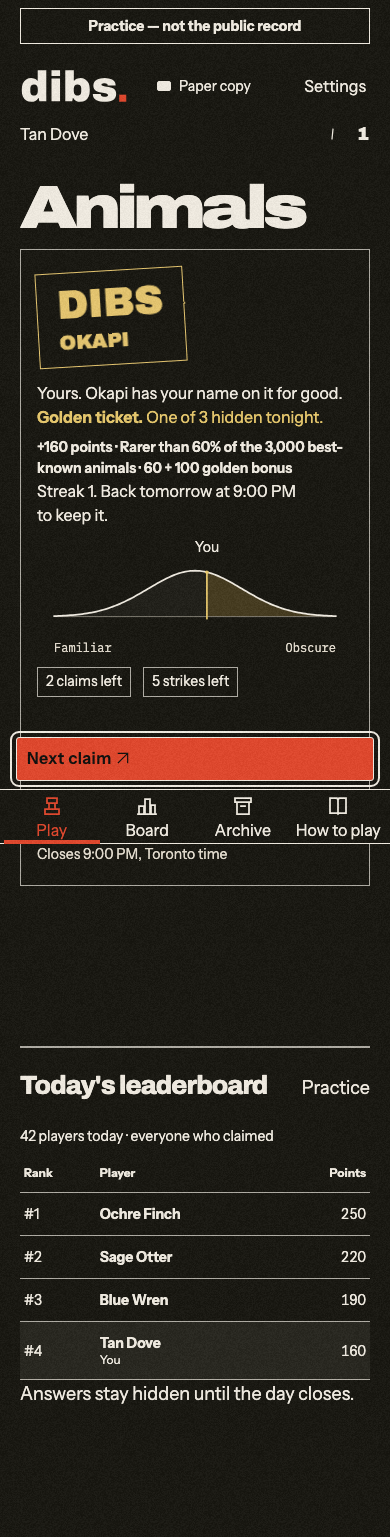 Practice — not the public record
dibs.
Paper copy
Settings
Tan Dove
1
Animals
DIBS
OKAPI
Yours. Okapi has your name on it for good.
Golden ticket. One of 3 hidden tonight.
+160 points · Rarer than 60% of the 3,000 best-
known animals · 60 + 100 golden bonus
Streak 1. Back tomorrow at 9:00 PM
to keep it.
You
Familiar
Obscure
2 claims left
5 strikes left
Next claim
Play
Board
Archive
How to play
Closes 9:00 PM, Toronto time
Today's leaderboard
Practice
42 players today · everyone who claimed
Rank Player Points
#1 Ochre Finch 250
#2 Sage Otter 220
#3 Blue Wren 190
#4 Tan Dove 160
You
Answers stay hidden until the day closes.